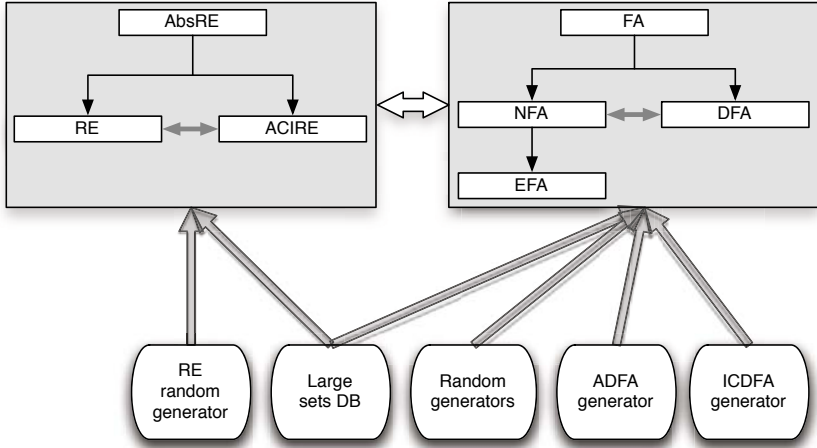 AbsRE
FA
RE
ACIRE
NFA
DFA
EFA
RE
random
generator
Large
sets DB
Random
generators
ADFA
generator
ICDFA
generator